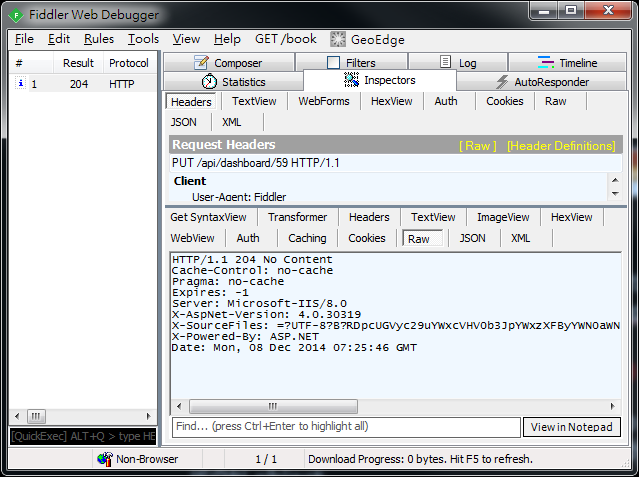 Fiddler Web Debugger
File Edit Rules Tools View Help GET /book GeoEdge
# Result Protocol
1 204 HTTP
Composer Filters Log Timeline
Statistics Inspectors AutoResponder
Headers TextView WebForms HexView Auth Cookies Raw
JSON XML
Request Headers [ Raw ] [Header Definitions]
PUT /api/dashboard/59 HTTP/1.1
Client
User-Agent: Fiddler
Get SyntaxView Transformer Headers TextView ImageView HexView
WebView Auth Caching Cookies Raw JSON XML
HTTP/1.1 204 No Content
Cache-Control: no-cache
Pragma: no-cache
Expires: -1
Server: Microsoft-IIS/8.0
X-AspNet-Version: 4.0.30319
X-SourceFiles: =?UTF-8?B?RDpcUGVyc29uYWxcVHV0b3JpYWxzXFByYWN0aWN
X-Powered-By: ASP.NET
Date: Mon, 08 Dec 2014 07:25:46 GMT
Find... (press Ctrl+Enter to highlight all) View in Notepad
[QuickExec] ALT+Q > type HE
Non-Browser 1 / 1 Download Progress: 0 bytes. Hit F5 to refresh.